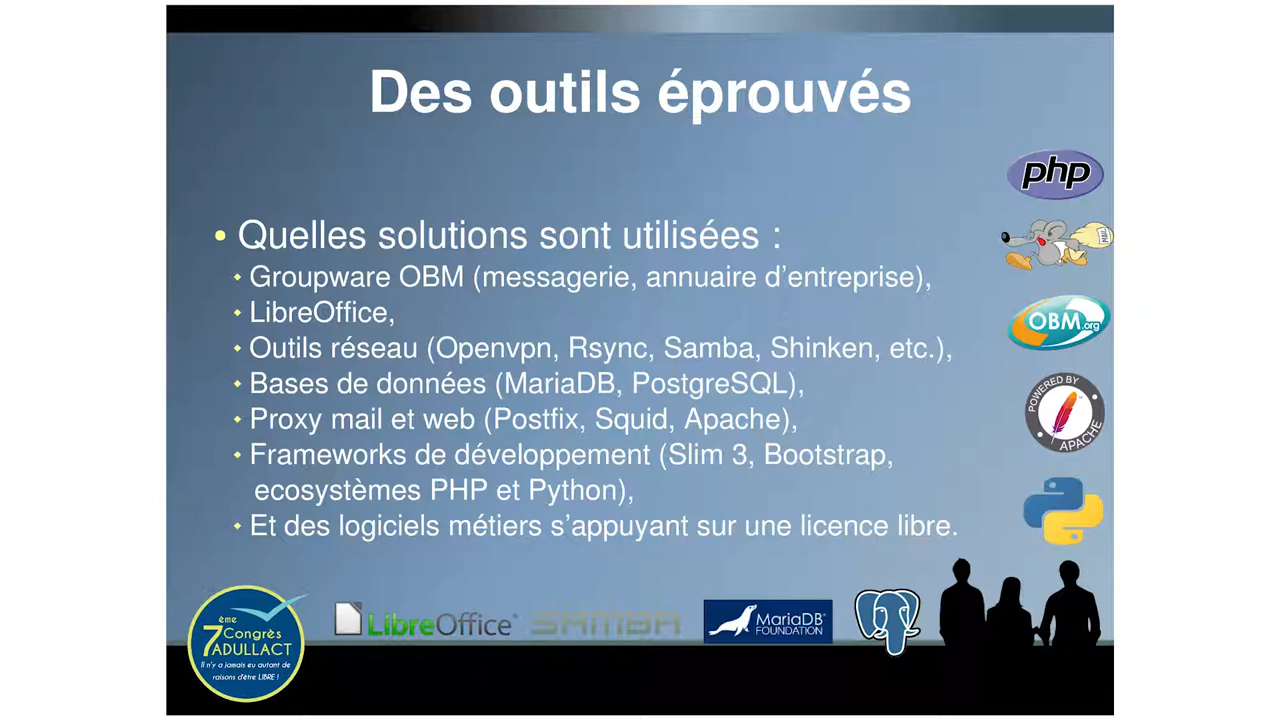 Des outils éprouvés
php
• Quelles solutions sont utilisées :
MAIL
Groupware OBM (messagerie, annuaire d’entreprise),
LibreOffice,
OBM.org
Outils réseau (Openvpn, Rsync, Samba, Shinken, etc.),
Bases de données (MariaDB, PostgreSQL),
POWERED BY
APACHE
Proxy mail et web (Postfix, Squid, Apache),
Frameworks de développement (Slim 3, Bootstrap,
ecosystèmes PHP et Python),
Et des logiciels métiers s’appuyant sur une licence libre.
7ème
Congrès
ADULLACT
Il n'y a jamais eu autant de
raisons d'être LIBRE !
LibreOffice
SAMBA
MariaDB
FOUNDATION